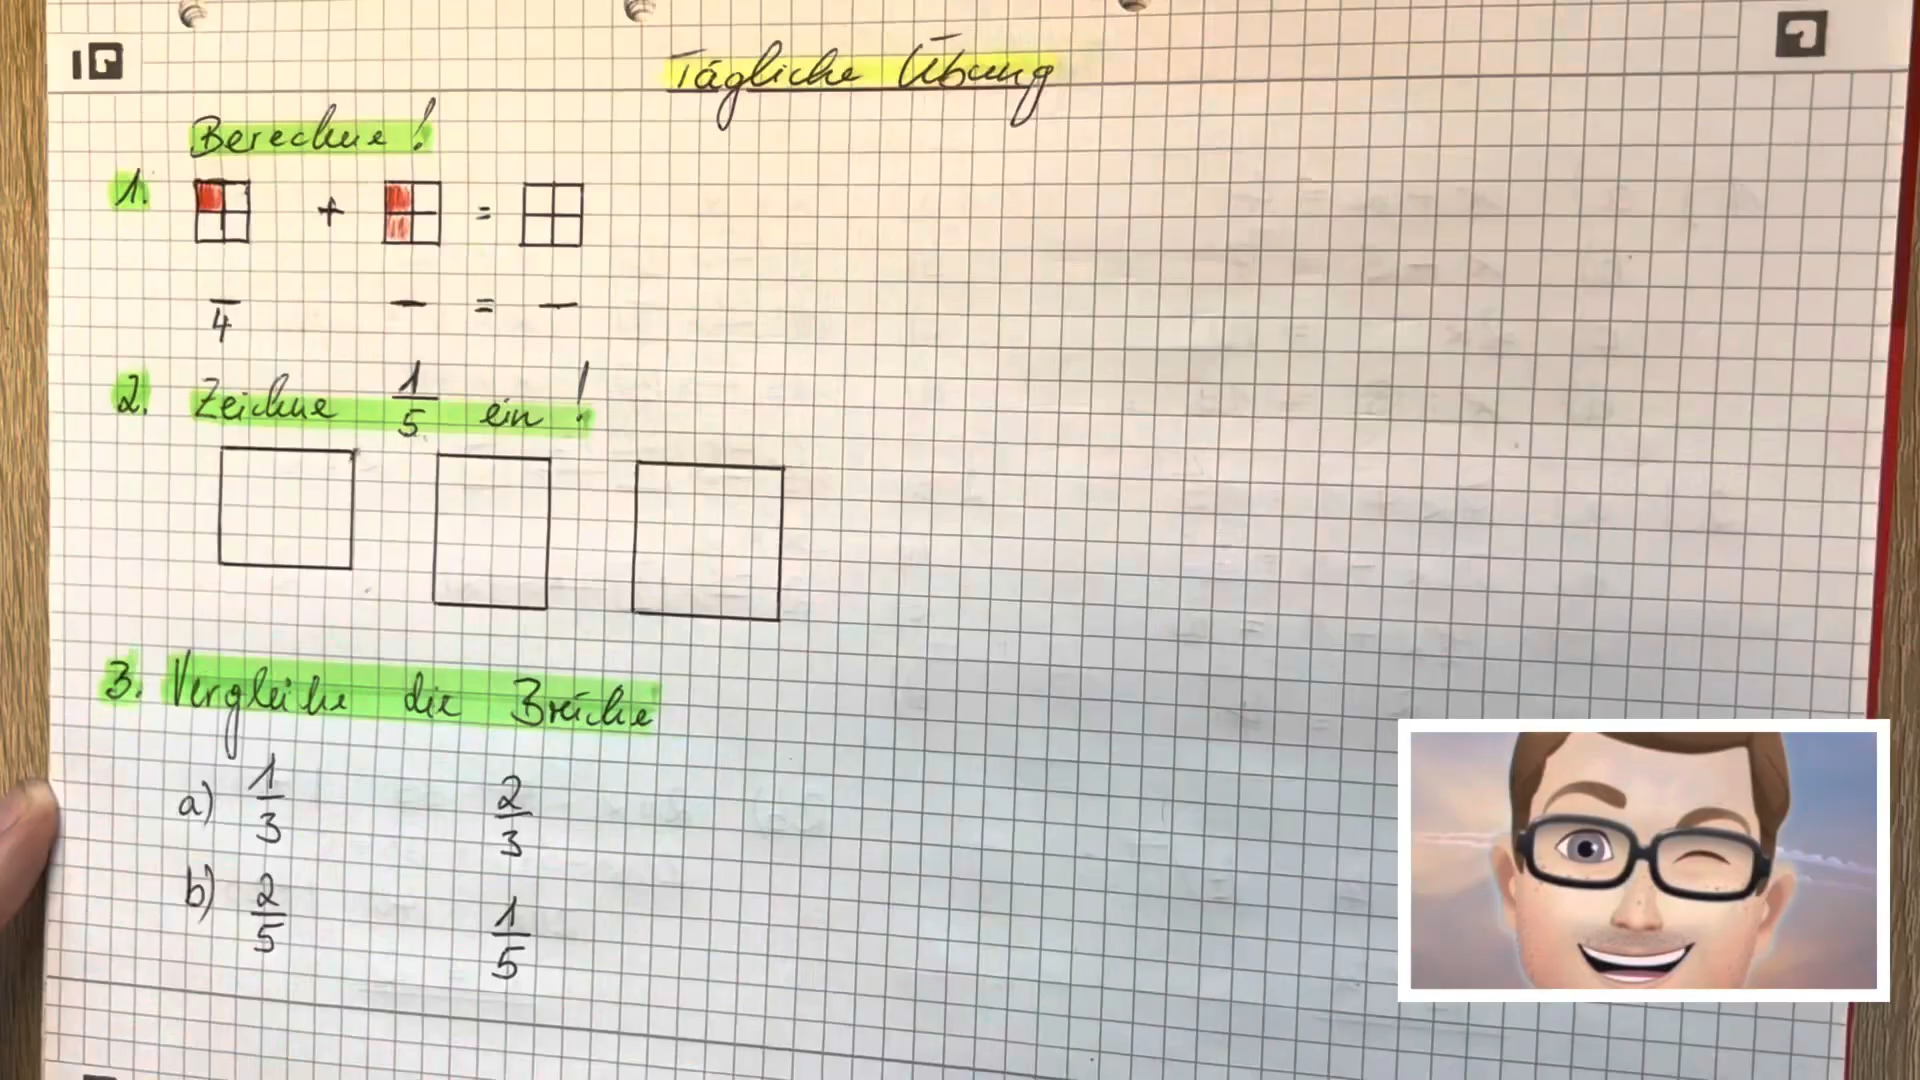 Tägliche Übung
Berechne!
1. + =
/4 + — = —
2. Zeichne 1/5 ein!
3. Vergleiche die Brüche
a) 1/3 2/3
b) 2/5 1/5